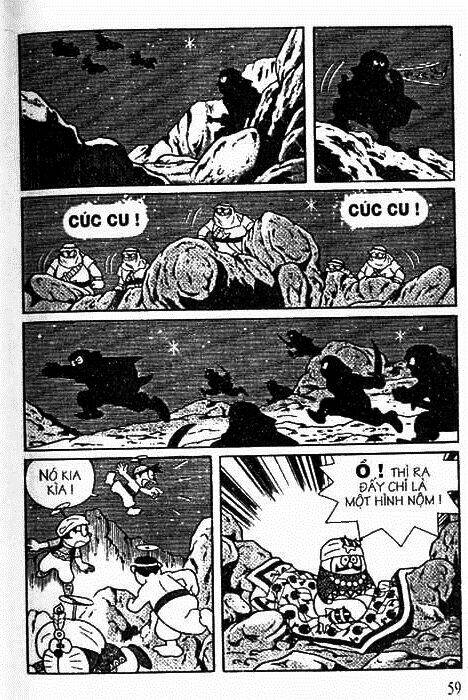 CÚC CU !
CÚC CU !
NÓ KIA
KÌA !
Ồ ! THÌ RA
ĐẤY CHỈ LÀ
MỘT HÌNH NỘM !
59